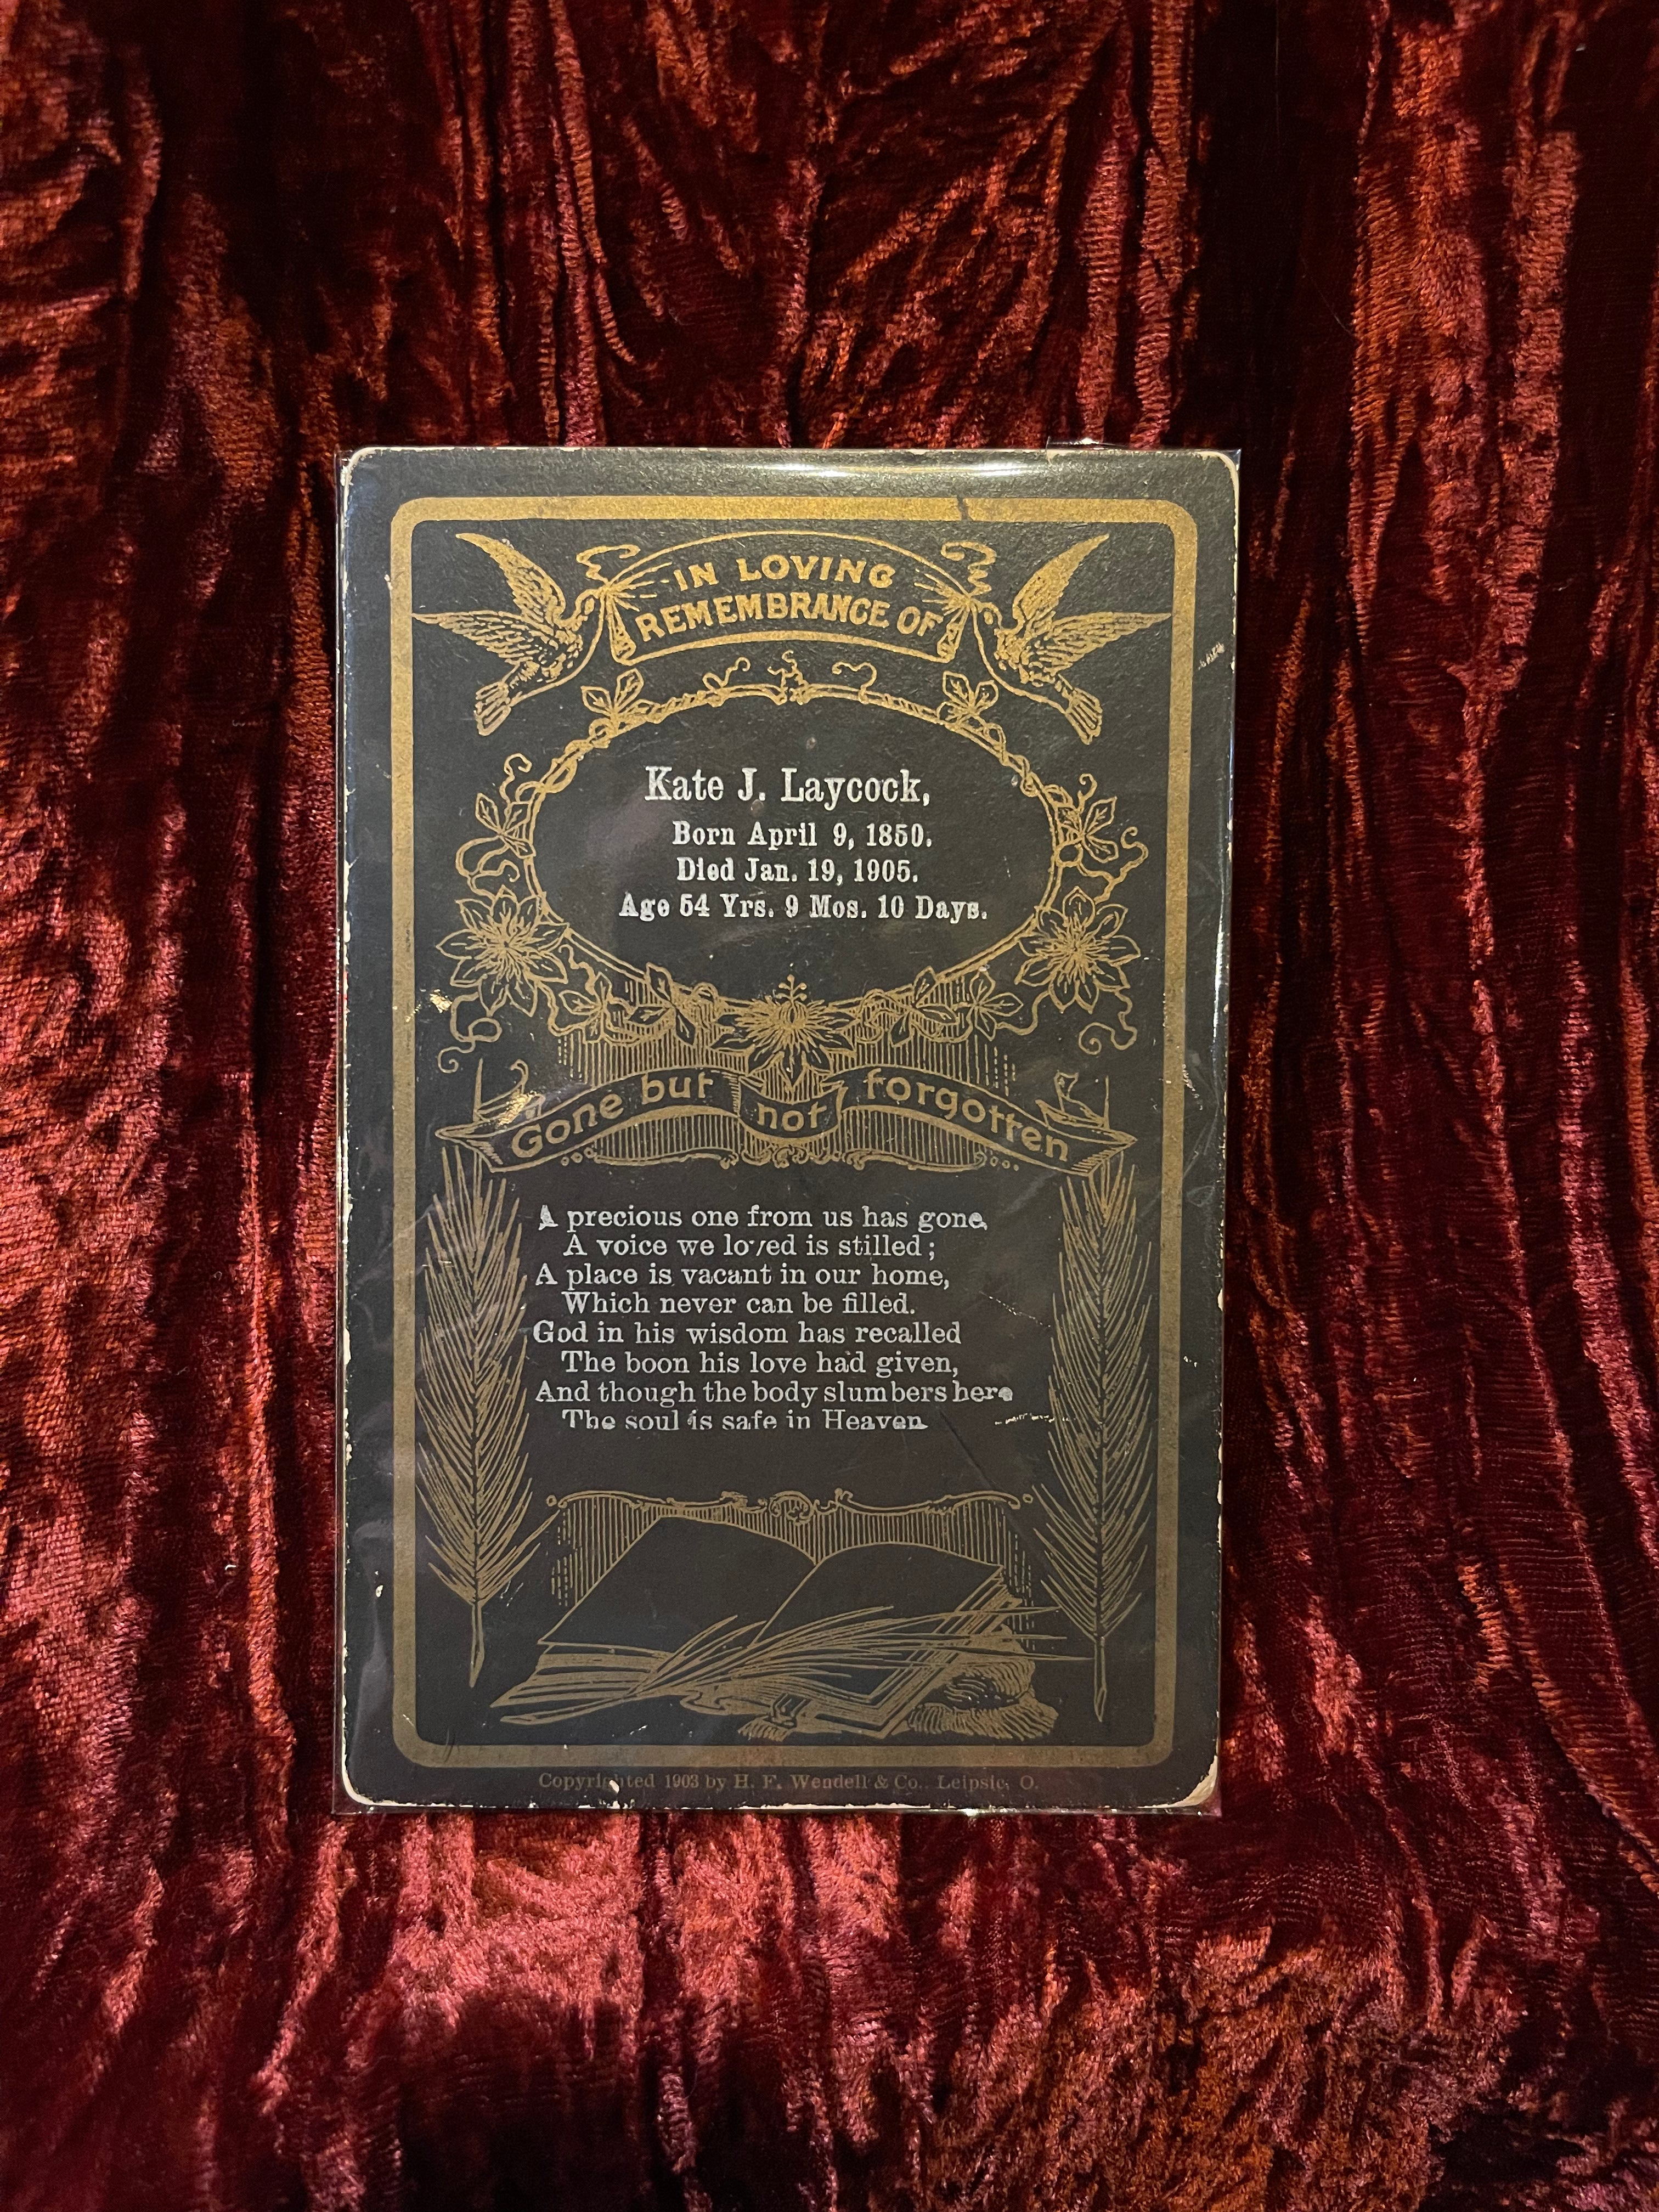 IN LOVING
REMEMBRANCE OF
Kate J. Laycock,
Born April 9, 1850.
Died Jan. 19, 1905.
Age 54 Yrs. 9 Mos. 10 Days.
Gone but not forgotten
A precious one from us has gone,
A voice we loved is stilled;
A place is vacant in our home,
Which never can be filled.
God in his wisdom has recalled
The boon his love had given,
And though the body slumbers here
The soul is safe in Heaven
Copyrighted 1903 by H. F. Wendell & Co., Leipsic, O.